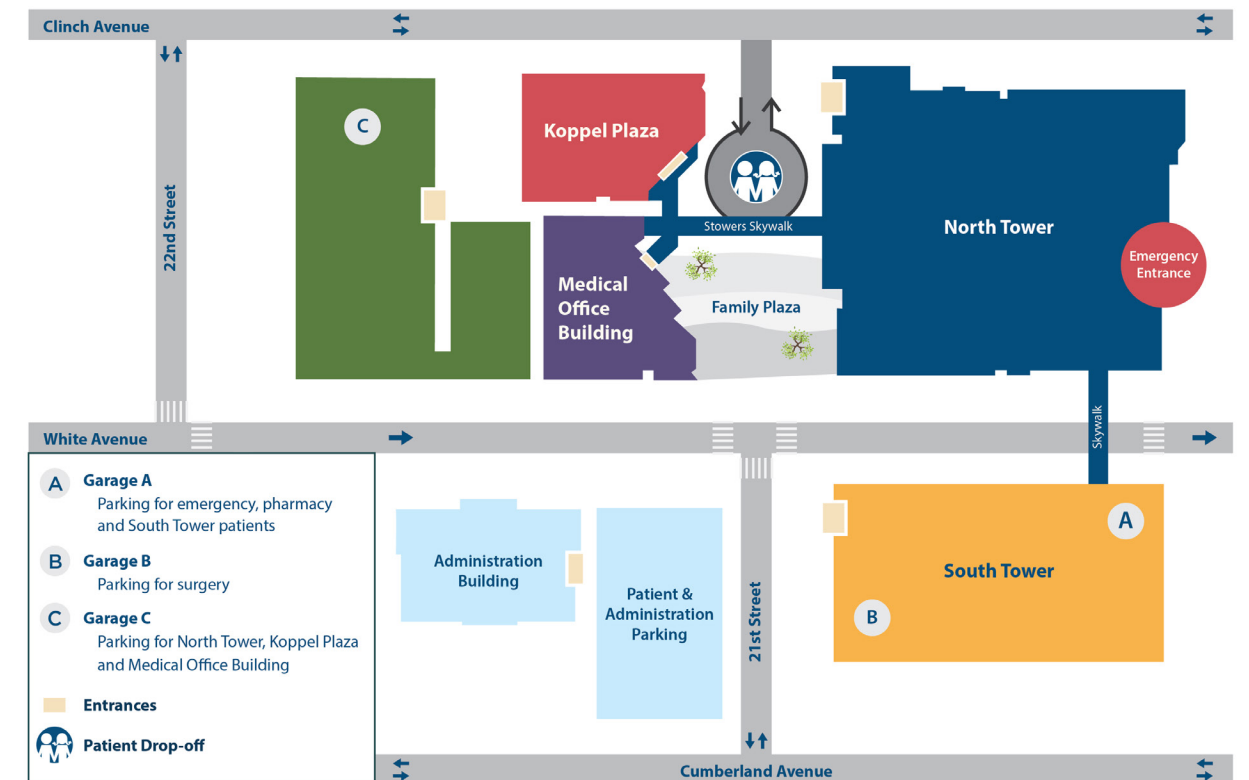 Clinch Avenue
22nd Street
C
Koppel Plaza
Stowers Skywalk
North Tower
Emergency
Entrance
Medical
Office
Building
Family Plaza
White Avenue
Skywalk
A
Garage A
Parking for emergency, pharmacy
and South Tower patients
B
Garage B
Parking for surgery
C
Garage C
Parking for North Tower, Koppel Plaza
and Medical Office Building
Entrances
Patient Drop-off
Administration
Building
Patient &
Administration
Parking
21st Street
A
South Tower
B
Cumberland Avenue